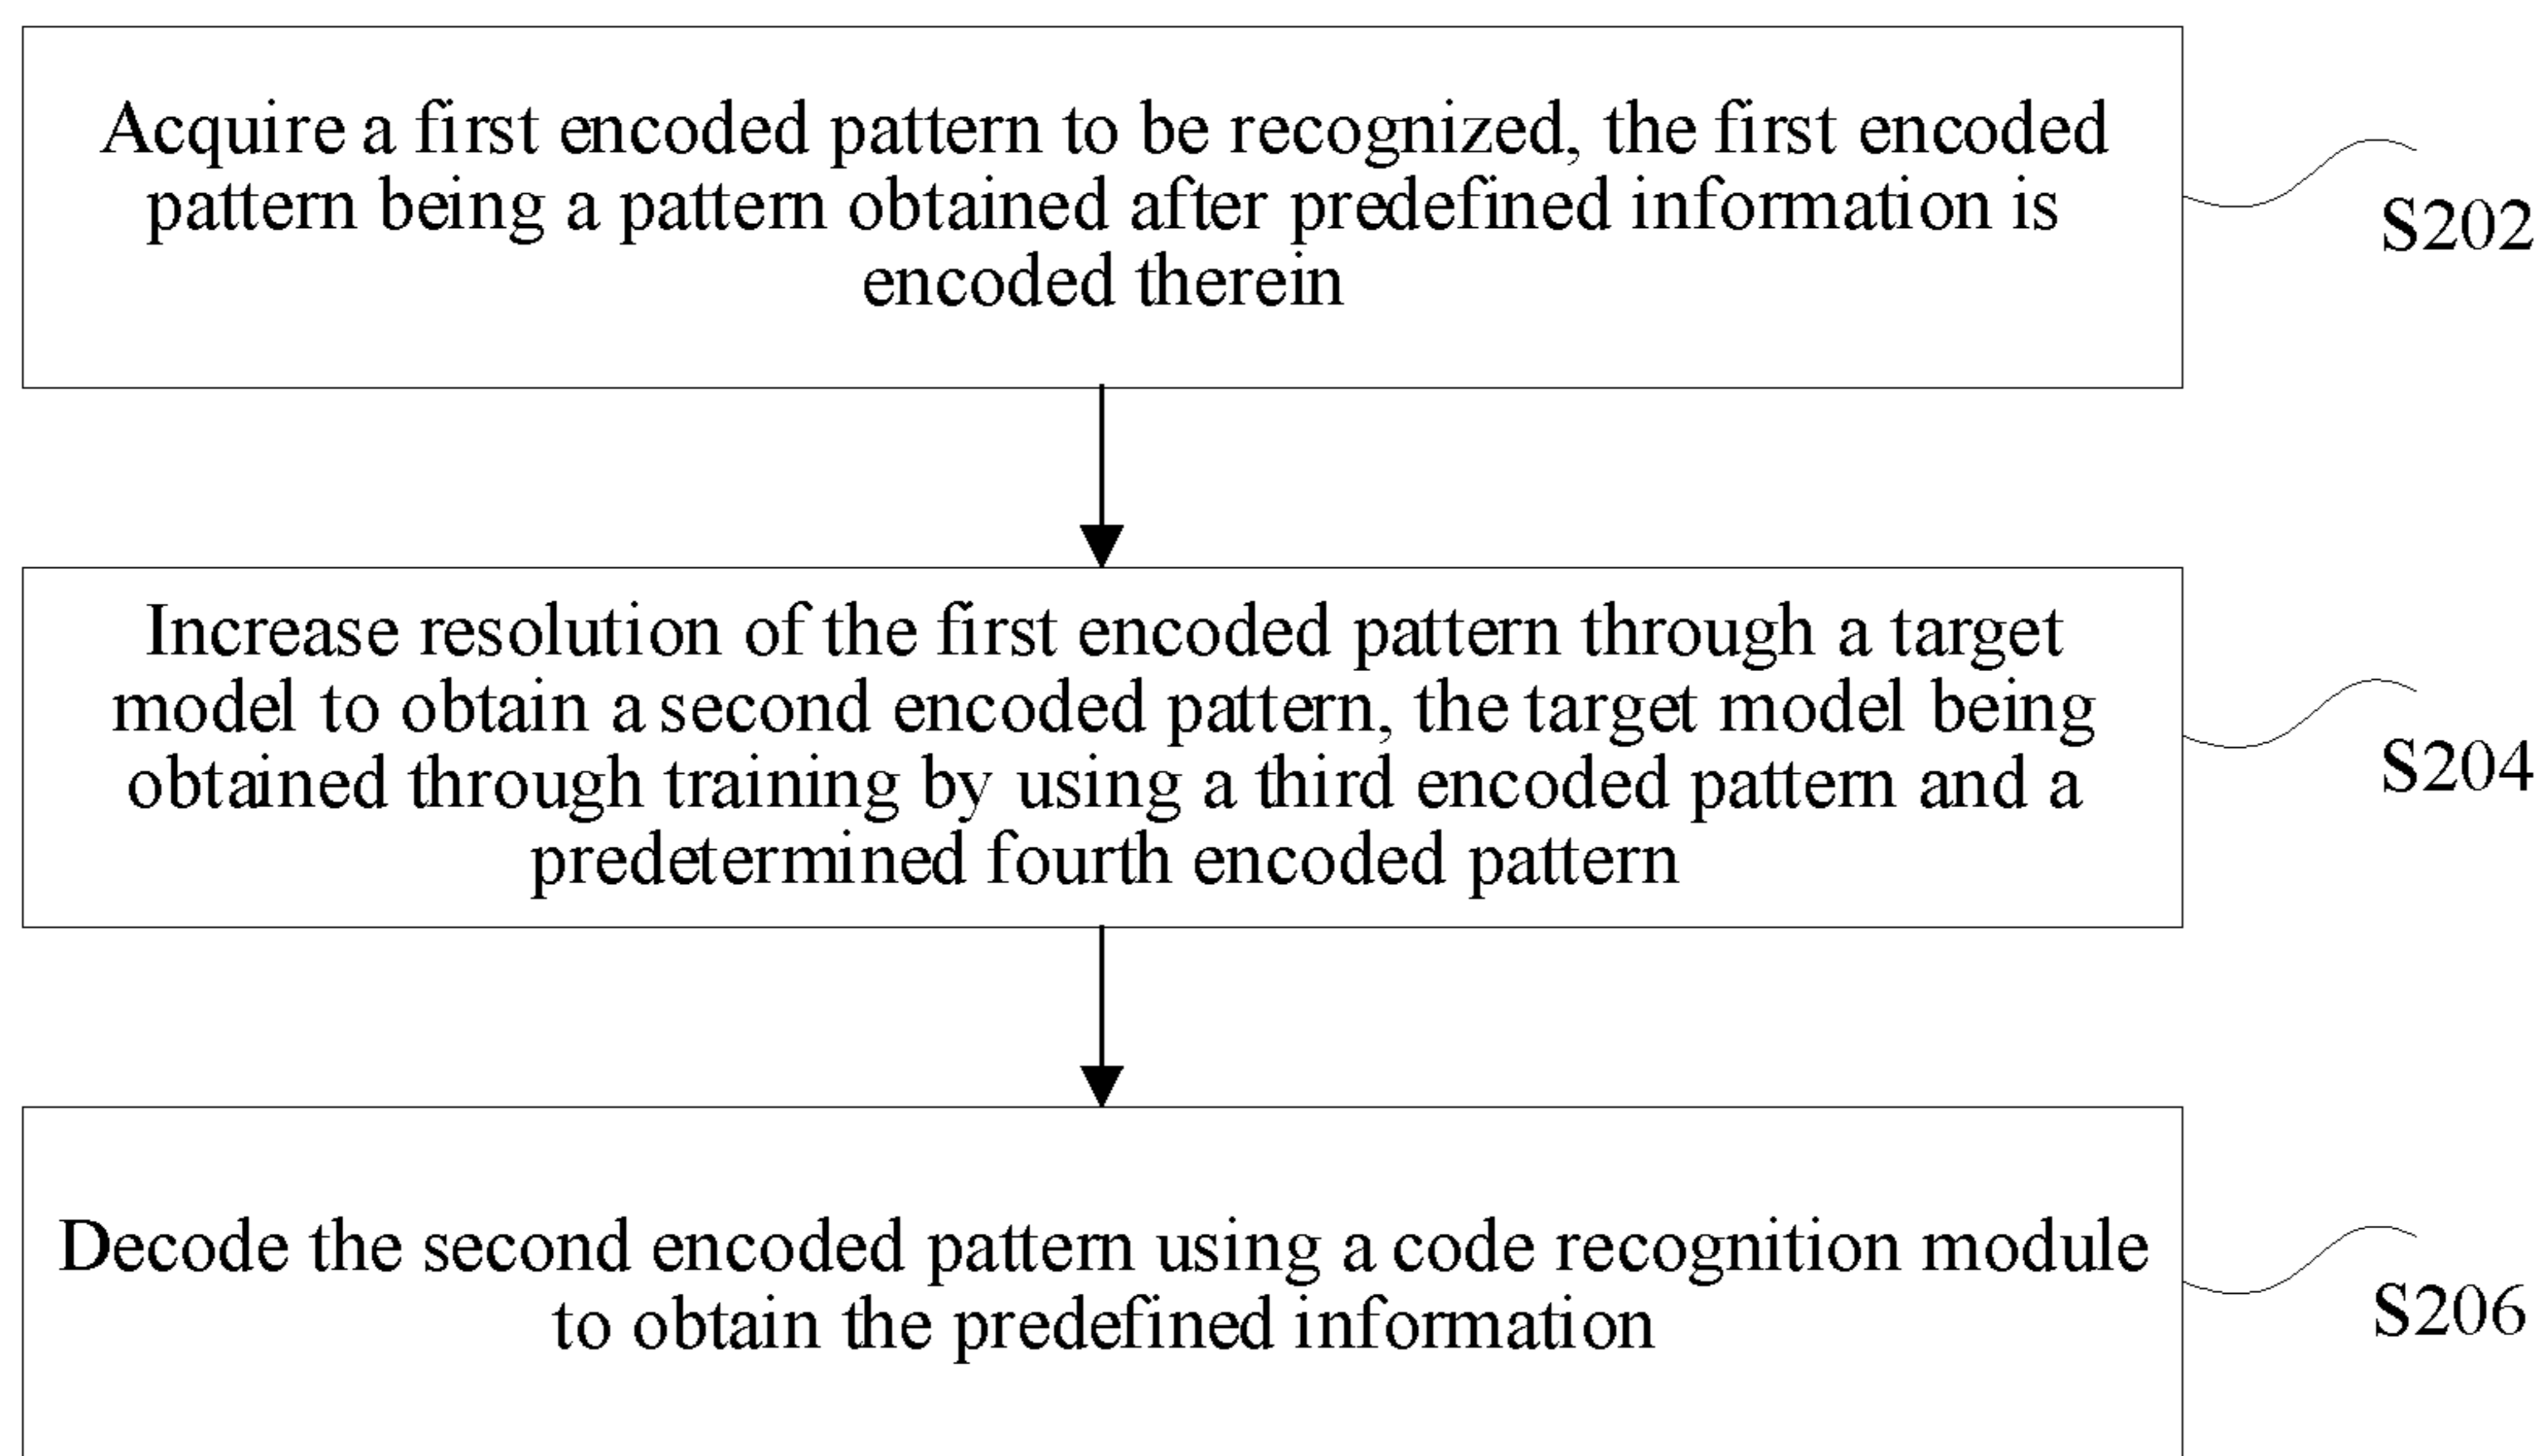 Acquire a first encoded pattern to be recognized, the first encoded
pattern being a pattern obtained after predefined information is
encoded therein
S202
Increase resolution of the first encoded pattern through a target
model to obtain a second encoded pattern, the target model being
obtained through training by using a third encoded pattern and a
predetermined fourth encoded pattern
S204
Decode the second encoded pattern using a code recognition module
to obtain the predefined information
S206